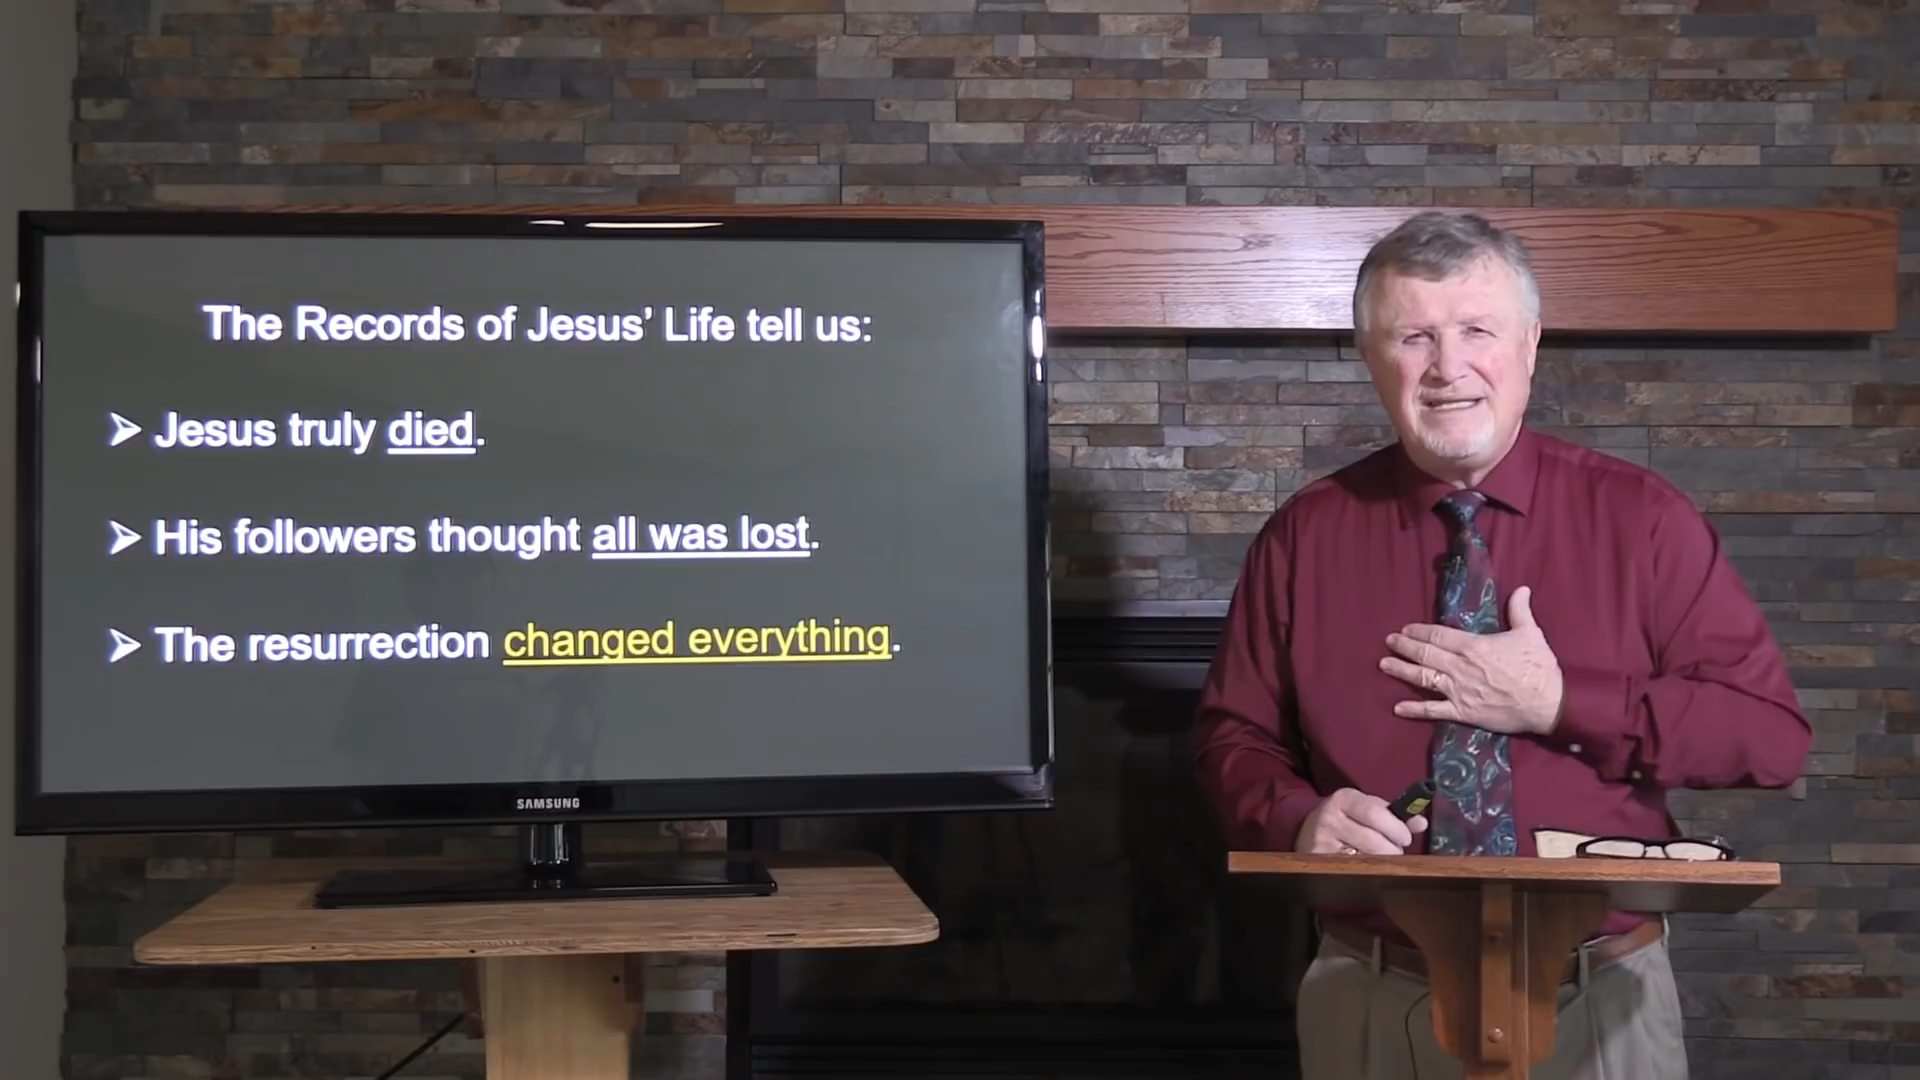 The Records of Jesus’ Life tell us:
➢ Jesus truly died.
➢ His followers thought all was lost.
➢ The resurrection changed everything.
SAMSUNG